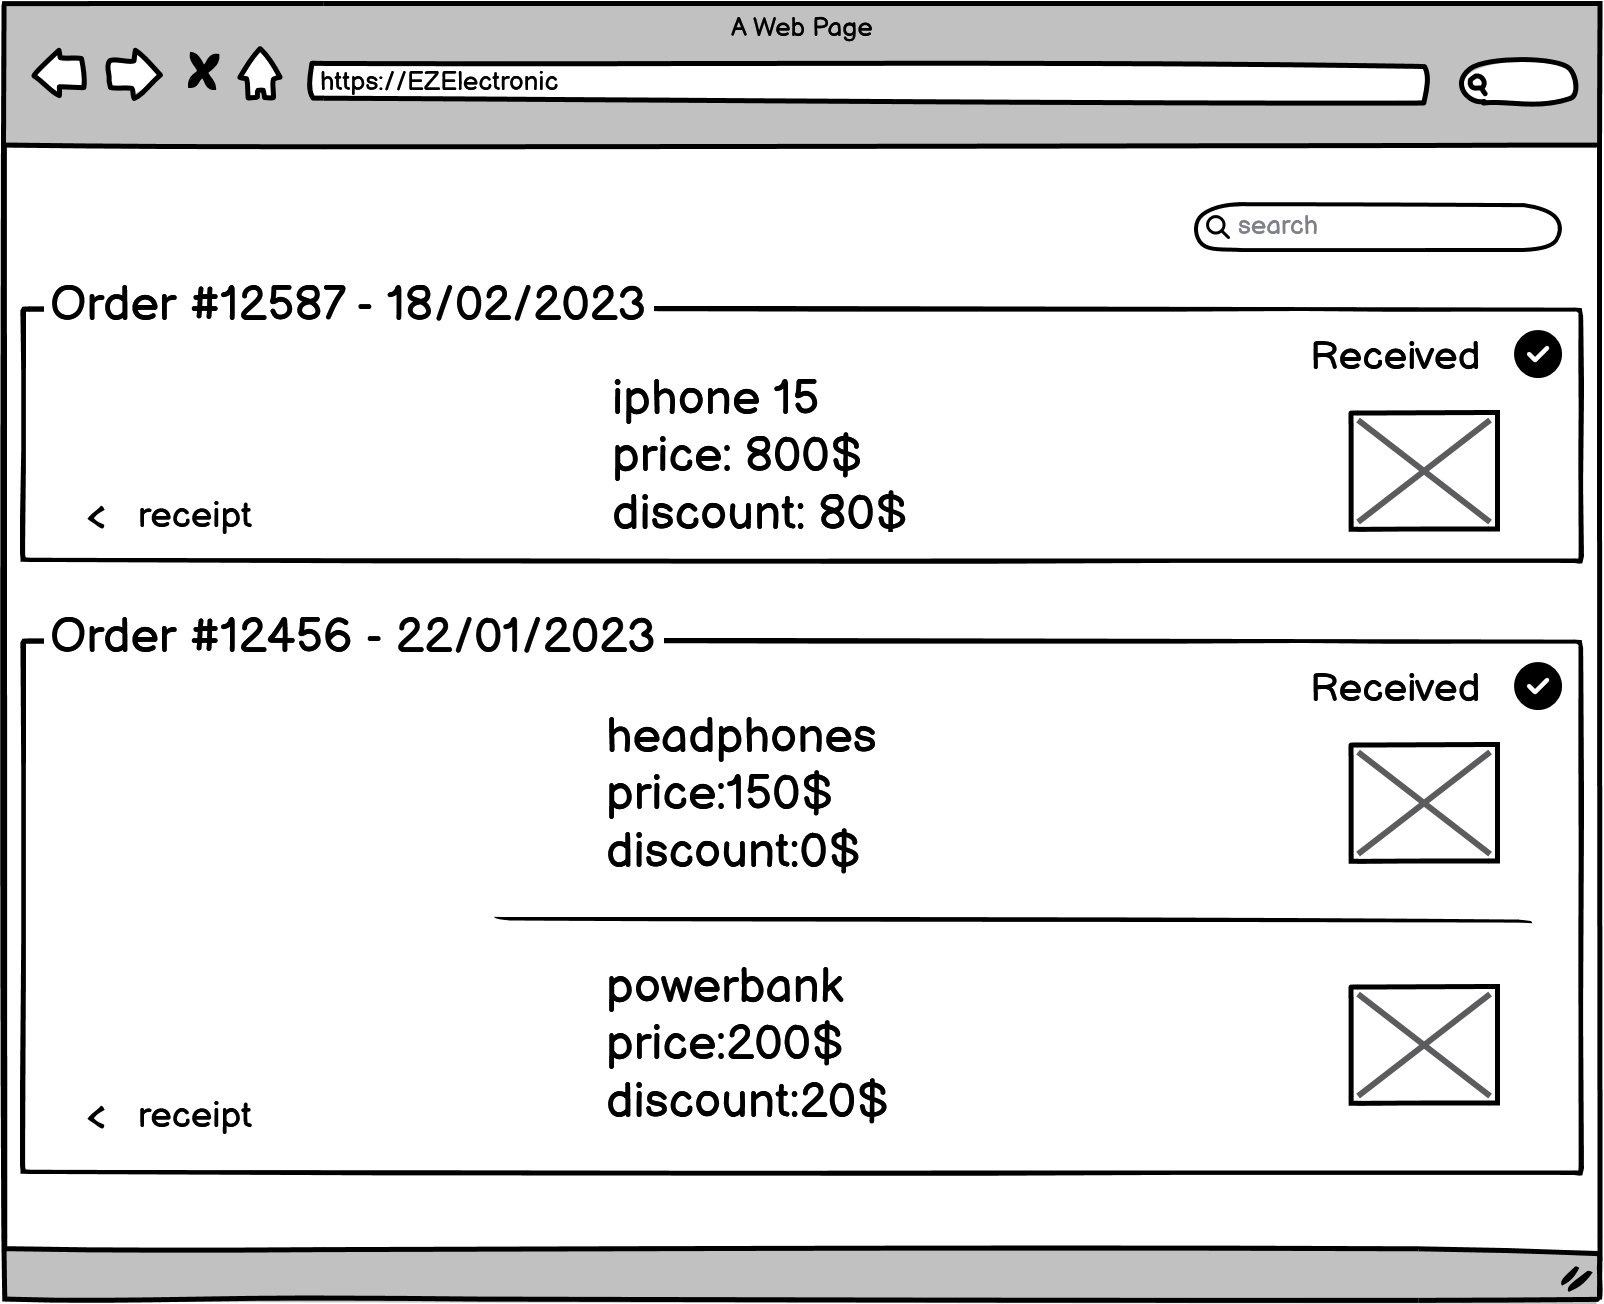 A Web Page
https://EZElectronic
search
Order #12587 - 18/02/2023
Received
iphone 15
price: 800$
discount: 80$
< receipt
Order #12456 - 22/01/2023
Received
headphones
price:150$
discount:0$
powerbank
price:200$
discount:20$
< receipt